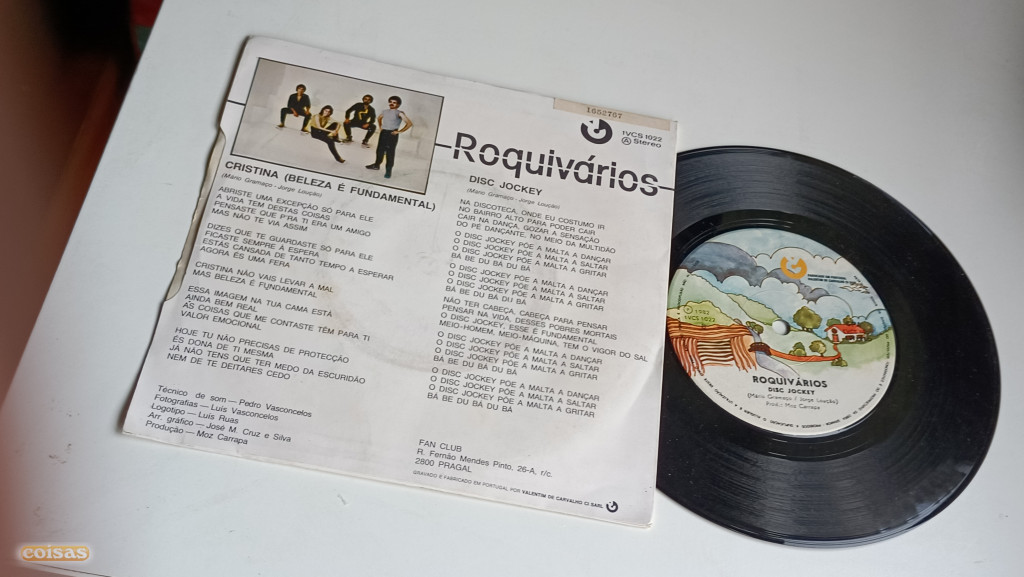 1052787
1VCS 1022
Ⓐ Stereo
Roquivários
CRISTINA (BELEZA É FUNDAMENTAL)
(Mário Gramaço - Jorge Loução)
ABRISTE UMA EXCEPÇÃO SÓ PARA ELE
A VIDA TEM DESTAS COISAS
PENSASTE QUE P'RA TI ERA UM AMIGO
MAS NÃO TE VIA ASSIM
DIZES QUE TE GUARDASTE SÓ PARA ELE
FICASTE SEMPRE À ESPERA
ESTÁS CANSADA DE TANTO TEMPO A ESPERAR
AGORA ÉS UMA FERA
CRISTINA NÃO VAIS LEVAR A MAL
MAS BELEZA É FUNDAMENTAL
ESSA IMAGEM NA TUA CAMA ESTÁ
AINDA BEM REAL
AS COISAS QUE ME CONTASTE TÊM PARA TI
VALOR EMOCIONAL
HOJE TU NÃO PRECISAS DE PROTECÇÃO
ÉS DONA DE TI MESMA
JÁ NÃO TENS QUE TER MEDO DA ESCURIDÃO
NEM DE TE DEITARES CEDO
Técnico de som — Pedro Vasconcelos
Fotografias — Luís Vasconcelos
Logotipo — Luís Ruas
Arr. gráfico — José M. Cruz e Silva
Produção — Moz Carrapa
DISC JOCKEY
(Mário Gramaço - Jorge Loução)
NA DISCOTECA, ONDE EU COSTUMO IR
NO BAIRRO ALTO PARA PODER CAIR
CAIR NA DANÇA, GOZAR A SENSAÇÃO
DO PÉ DANÇANTE, NO MEIO DA MULTIDÃO
O DISC JOCKEY PÕE A MALTA A DANÇAR
O DISC JOCKEY PÕE A MALTA A SALTAR
O DISC JOCKEY PÕE A MALTA A GRITAR
BÁ BE DU BÁ DU BÁ
O DISC JOCKEY PÕE A MALTA A DANÇAR
O DISC JOCKEY PÕE A MALTA A SALTAR
O DISC JOCKEY PÕE A MALTA A GRITAR
BÁ BE DU BÁ DU BÁ
NÃO TER CABEÇA, CABEÇA PARA PENSAR
PENSAR NA VIDA, DESSES POBRES MORTAIS
O DISC JOCKEY, ESSE É FUNDAMENTAL
MEIO-HOMEM, MEIO-MÁQUINA, TEM O VIGOR DO SAL
O DISC JOCKEY PÕE A MALTA A DANÇAR
O DISC JOCKEY PÕE A MALTA A SALTAR
O DISC JOCKEY PÕE A MALTA A GRITAR
BÁ BE DU BÁ DU BÁ
O DISC JOCKEY PÕE A MALTA A DANÇAR
O DISC JOCKEY PÕE A MALTA A SALTAR
O DISC JOCKEY PÕE A MALTA A GRITAR
BÁ BE DU BÁ DU BÁ
FAN CLUB
R. Fernão Mendes Pinto, 26-A, r/c.
2800 PRAGAL
GRAVADO E FABRICADO EM PORTUGAL POR VALENTIM DE CARVALHO CI SARL
1982
1VCS 1022
ROQUIVÁRIOS
DISC JOCKEY
(Mário Gramaço / Jorge Loução)
Prod.: Moz Carrapa
coisas